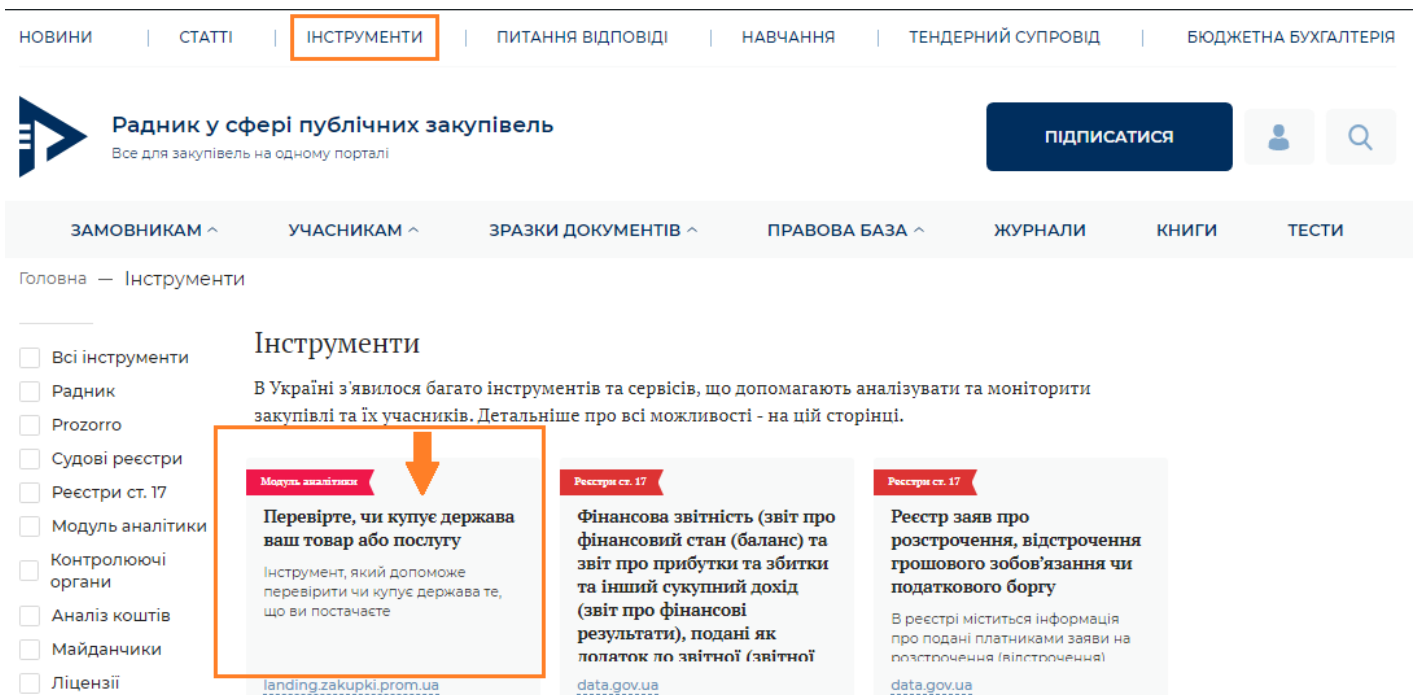 НОВИНИ | СТАТТІ | ІНСТРУМЕНТИ | ПИТАННЯ ВІДПОВІДІ | НАВЧАННЯ | ТЕНДЕРНИЙ СУПРОВІД | БЮДЖЕТНА БУХГАЛТЕРІЯ
Радник у сфері публічних закупівель
Все для закупівель на одному порталі
ПІДПИСАТИСЯ
ЗАМОВНИКАМ УЧАСНИКАМ ЗРАЗКИ ДОКУМЕНТІВ ПРАВОВА БАЗА ЖУРНАЛИ КНИГИ ТЕСТИ
Головна — Інструменти
Всі інструменти
Радник
Prozorro
Судові реєстри
Реєстри ст. 17
Модуль аналітики
Контролюючі
органи
Аналіз коштів
Майданчики
Ліцензії
Інструменти
В Україні з'явилося багато інструментів та сервісів, що допомагають аналізувати та моніторити
закупівлі та їх учасників. Детальніше про всі можливості - на цій сторінці.
Модуль аналітики
Перевірте, чи купує держава
ваш товар або послугу
Інструмент, який допоможе
перевірити чи купує держава те,
що ви постачаєте
landing.zakupki.prom.ua
Реєстри ст. 17
Фінансова звітність (звіт про
фінансовий стан (баланс) та
звіт про прибутки та збитки
та інший сукупний дохід
(звіт про фінансові
результати), подані як
додаток до звітної (звітної
data.gov.ua
Реєстри ст. 17
Реєстр заяв про
розстрочення, відстрочення
грошового зобов’язання чи
податкового боргу
В реєстрі міститься інформація
про подані платниками заяви на
розстрочення (відстрочення)
data.gov.ua